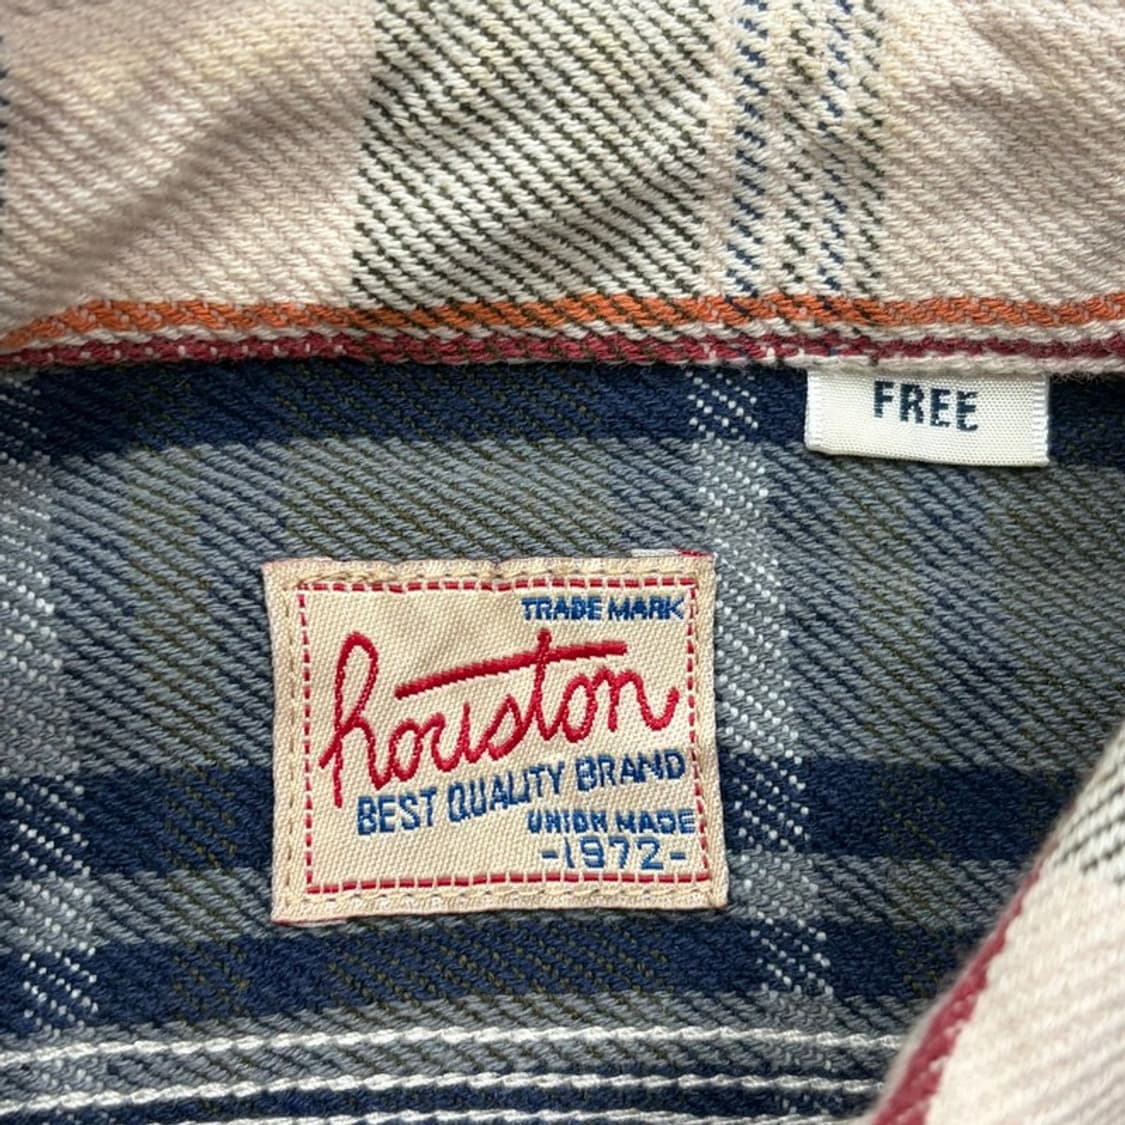 FREE
TRADE MARK
houston
BEST QUALITY BRAND
UNION MADE
-1972-